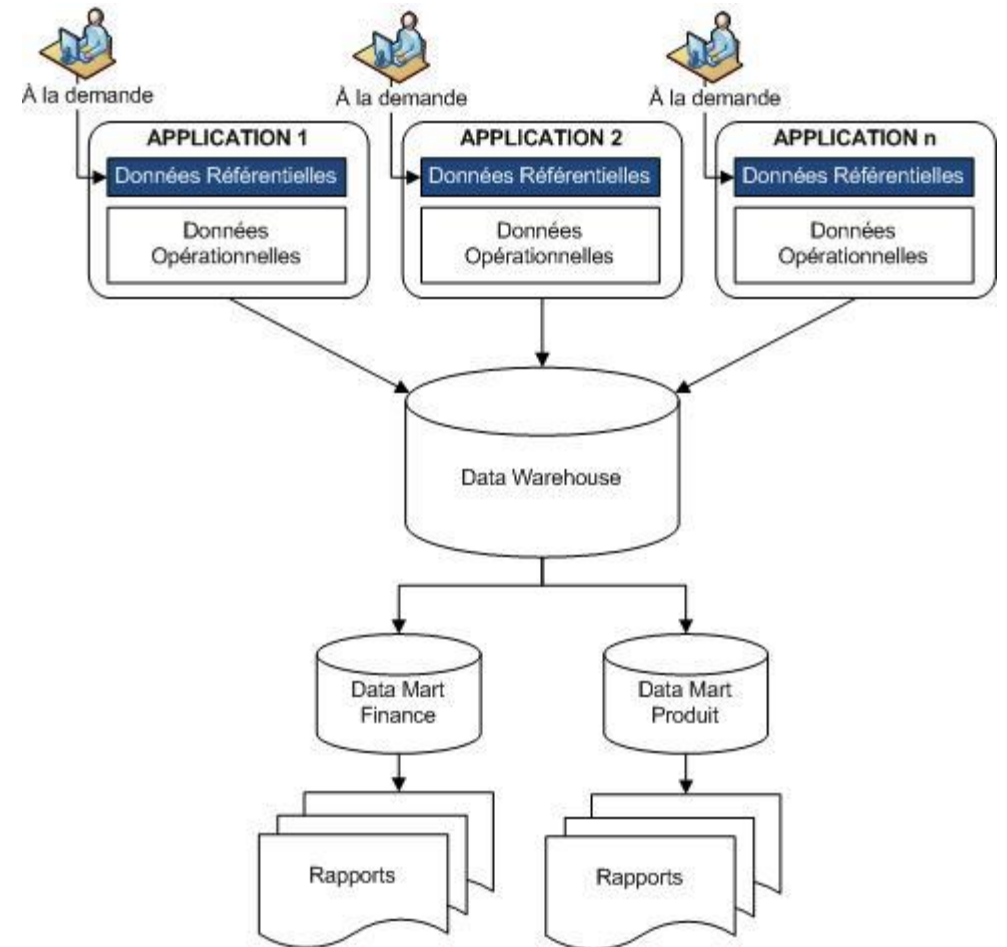 À la demande
À la demande
À la demande
APPLICATION 1
Données Référentielles
Données
Opérationnelles
APPLICATION 2
Données Référentielles
Données
Opérationnelles
APPLICATION n
Données Référentielles
Données
Opérationnelles
Data Warehouse
Data Mart
Finance
Data Mart
Produit
Rapports
Rapports